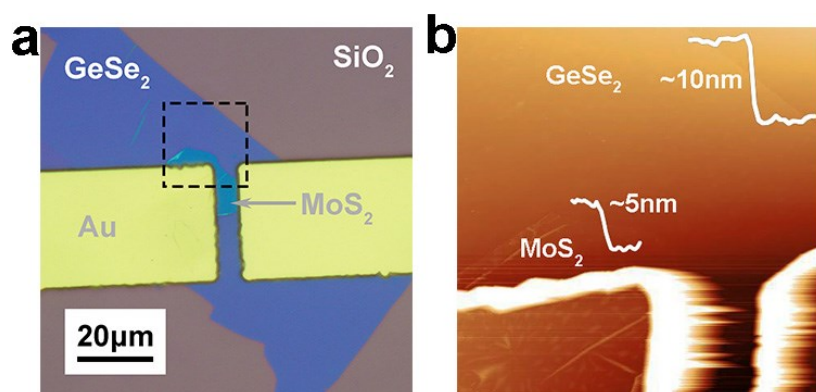 a
GeSe₂
SiO₂
Au
MoS₂
20μm
b
GeSe₂
~10nm
~5nm
MoS₂